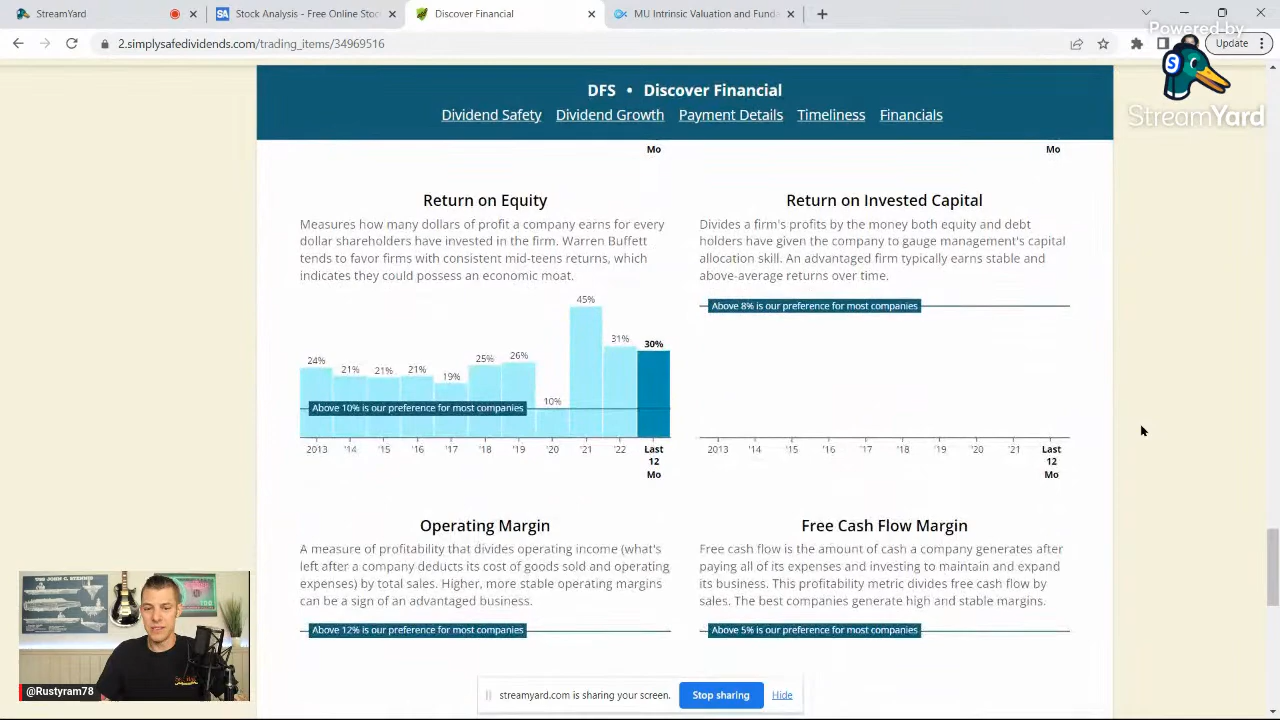 StreamYard
Stock Analysis - Free Online Stoc
Discover Financial
MU Intrinsic Valuation and Funda
2.simplysafedividends.com/trading_items/34969516
Update
Powered by
StreamYard
DFS • Discover Financial
Dividend Safety Dividend Growth Payment Details Timeliness Financials
Mo
Mo
Return on Equity
Measures how many dollars of profit a company earns for every
dollar shareholders have invested in the firm. Warren Buffett
tends to favor firms with consistent mid-teens returns, which
indicates they could possess an economic moat.
24% 21% 21% 21% 19% 25% 26% 10% 45% 31% 30%
Above 10% is our preference for most companies
2013 '14 '15 '16 '17 '18 '19 '20 '21 '22 Last
12
Mo
Return on Invested Capital
Divides a firm's profits by the money both equity and debt
holders have given the company to gauge management's capital
allocation skill. An advantaged firm typically earns stable and
above-average returns over time.
Above 8% is our preference for most companies
2013 '14 '15 '16 '17 '18 '19 '20 '21 Last
12
Mo
Operating Margin
A measure of profitability that divides operating income (what's
left after a company deducts its cost of goods sold and operating
expenses) by total sales. Higher, more stable operating margins
can be a sign of an advantaged business.
Above 12% is our preference for most companies
Free Cash Flow Margin
Free cash flow is the amount of cash a company generates after
paying all of its expenses and investing to maintain and expand
its business. This profitability metric divides free cash flow by
sales. The best companies generate high and stable margins.
Above 5% is our preference for most companies
@Rustyram78
streamyard.com is sharing your screen.
Stop sharing
Hide